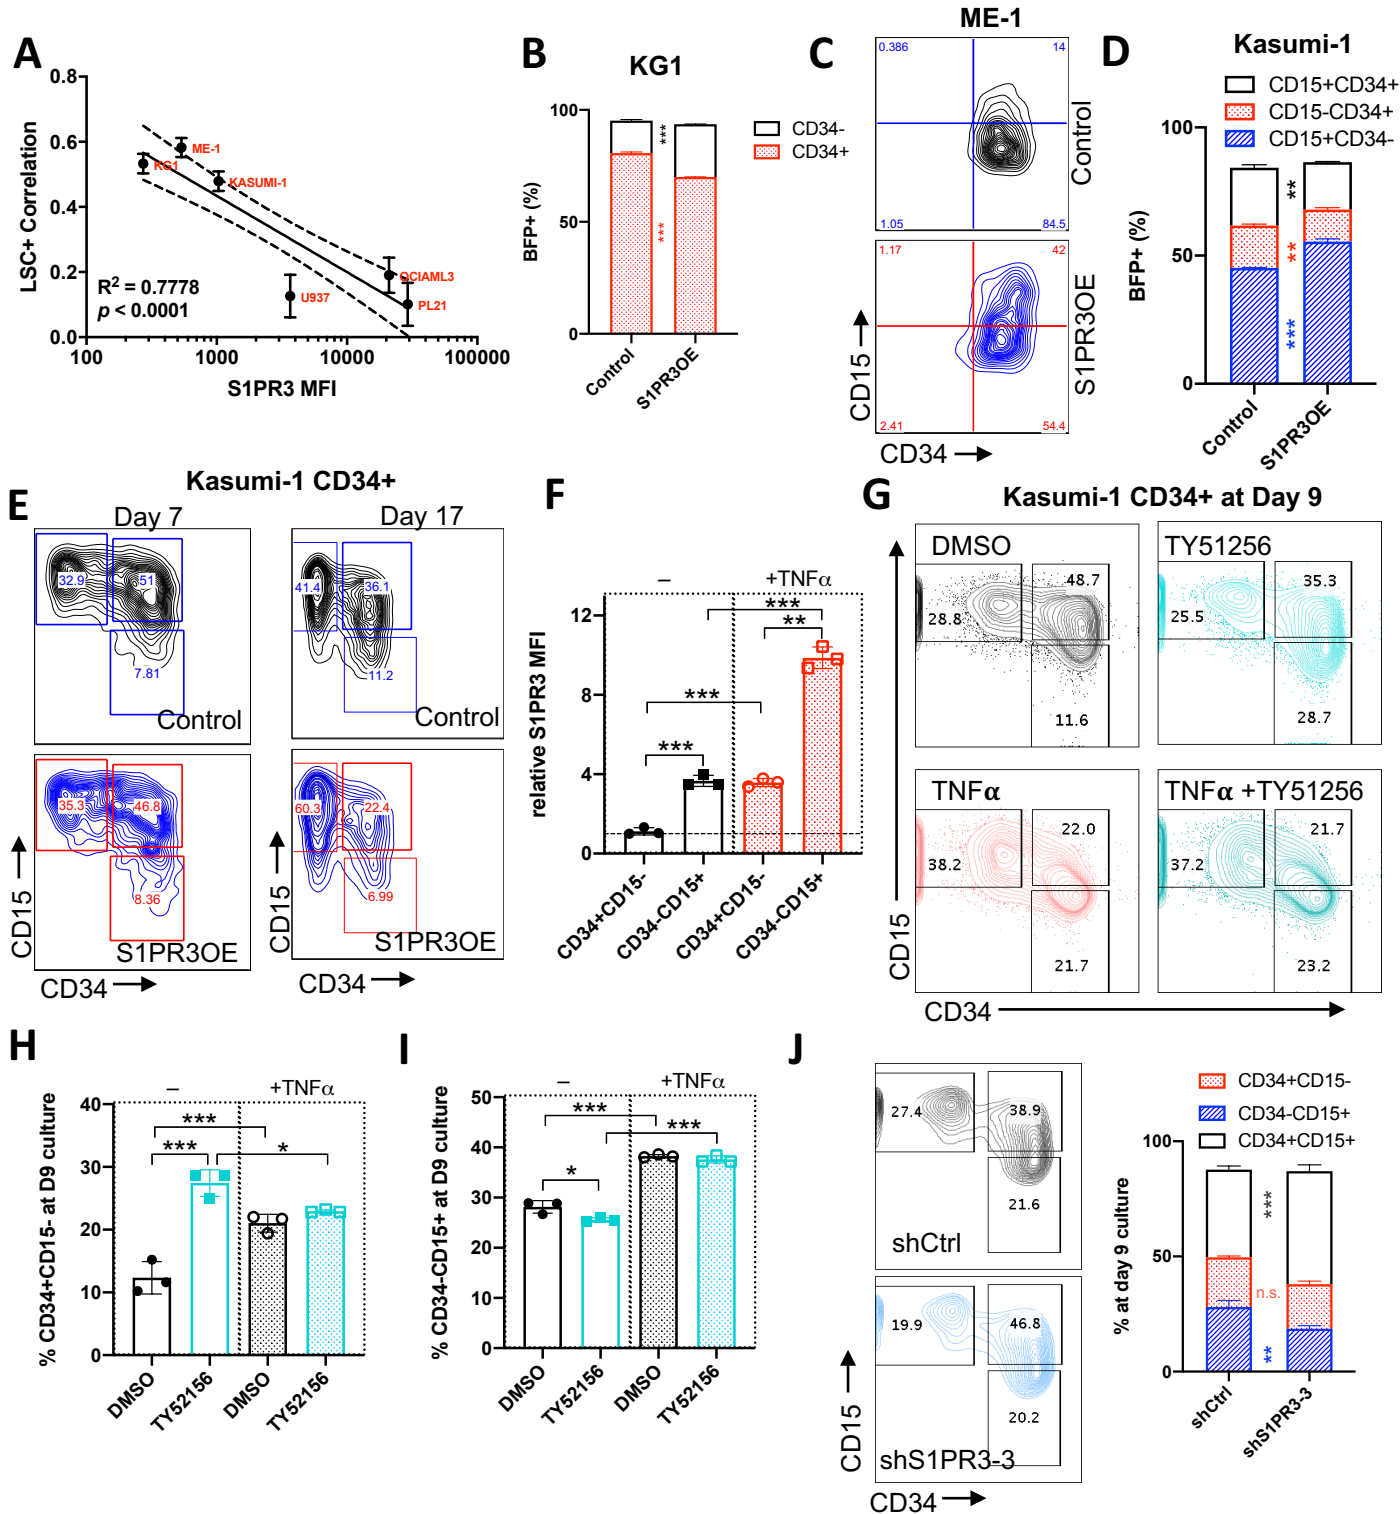 A
0.8
0.6
0.4
0.2
0.0
LSC+ Correlation
ME-1
KG1
KASUMI-1
OCIAML3
U937
PL21
R² = 0.7778
p < 0.0001
100
1000
10000
100000
S1PR3 MFI
B
KG1
100
50
0
BFP+ (%)
***
***
CD34-
CD34+
Control
S1PR3OE
C
ME-1
0.386
14
1.05
84.5
Control
1.17
42
2.41
54.4
S1PR3OE
CD15
CD34
D
Kasumi-1
CD15+CD34+
CD15-CD34+
CD15+CD34-
100
50
0
BFP+ (%)
**
**
***
Control
S1PR3OE
E
Kasumi-1 CD34+
Day 7
Day 17
32.9
51
7.81
Control
41.4
36.1
11.2
Control
35.3
46.8
8.36
S1PR3OE
60.3
22.4
6.99
S1PR3OE
CD15
CD34
CD15
CD34
F
–
+TNFα
12
8
4
0
relative S1PR3 MFI
***
**
***
***
CD34+CD15-
CD34-CD15+
CD34+CD15-
CD34-CD15+
G
Kasumi-1 CD34+ at Day 9
DMSO
48.7
28.8
11.6
TY51256
35.3
25.5
28.7
TNFα
22.0
38.2
21.7
TNFα +TY51256
21.7
37.2
23.2
CD15
CD34
H
–
+TNFα
40
30
20
10
0
% CD34+CD15- at D9 culture
***
***
*
DMSO
TY52156
DMSO
TY52156
I
–
+TNFα
50
40
30
20
10
0
% CD34-CD15+ at D9 culture
***
***
*
DMSO
TY52156
DMSO
TY52156
J
27.4
38.9
21.6
shCtrl
19.9
46.8
20.2
shS1PR3-3
CD15
CD34
CD34+CD15-
CD34-CD15+
CD34+CD15+
100
50
0
% at day 9 culture
***
n.s.
**
shCtrl
shS1PR3-3